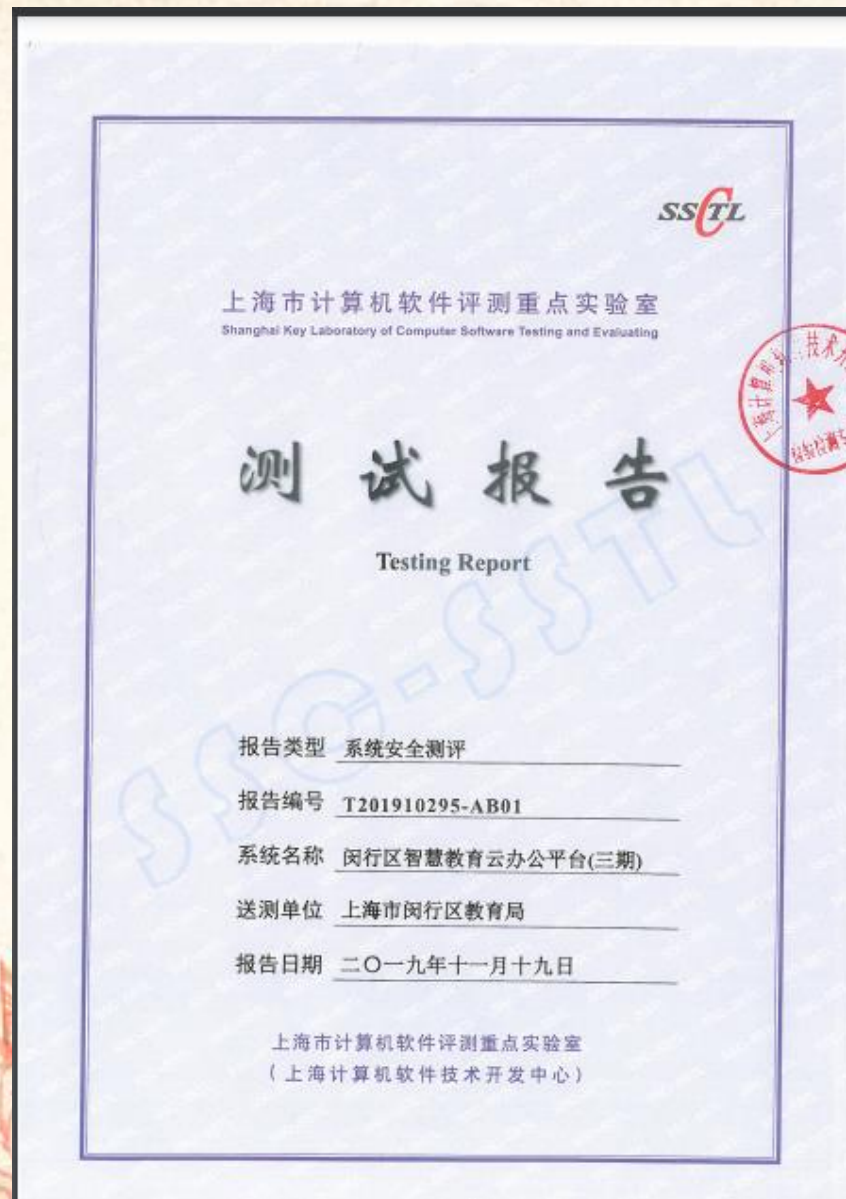 SSCTL
上海市计算机软件评测重点实验室
Shanghai Key Laboratory of Computer Software Testing and Evaluating
测试报告
Testing Report
SSC-SSTL
报告类型 系统安全测评
报告编号 T201910295-AB01
系统名称 闵行区智慧教育云办公平台(三期)
送测单位 上海市闵行区教育局
报告日期 二〇一九年十一月十九日
上海市计算机软件评测重点实验室
(上海计算机软件技术开发中心)